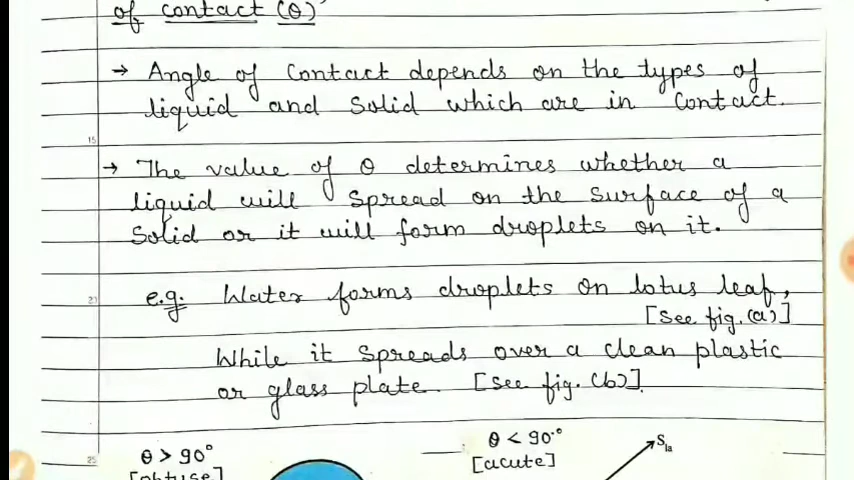 of contact (θ)
→ Angle of Contact depends on the types of
liquid and Solid which are in Contact.
15
→ The value of θ determines whether a
liquid will Spread on the Surface of a
Solid or it will form droplets on it.
e.g: Water forms droplets on lotus leaf,
[See fig.(a)]
While it Spreads over a clean plastic
or glass plate. [See fig. (b)].
25
θ > 90°
[obtuse]
θ < 90°
[acute]
Sla